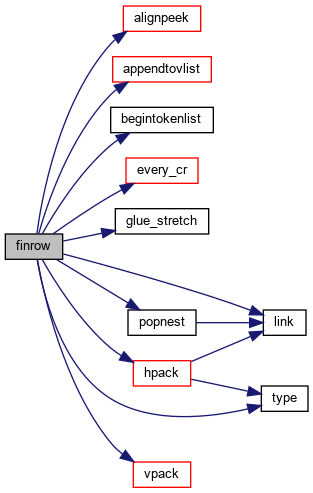 alignpeek
appendtovlist
begintokenlist
every_cr
glue_stretch
finrow
popnest
link
hpack
type
vpack